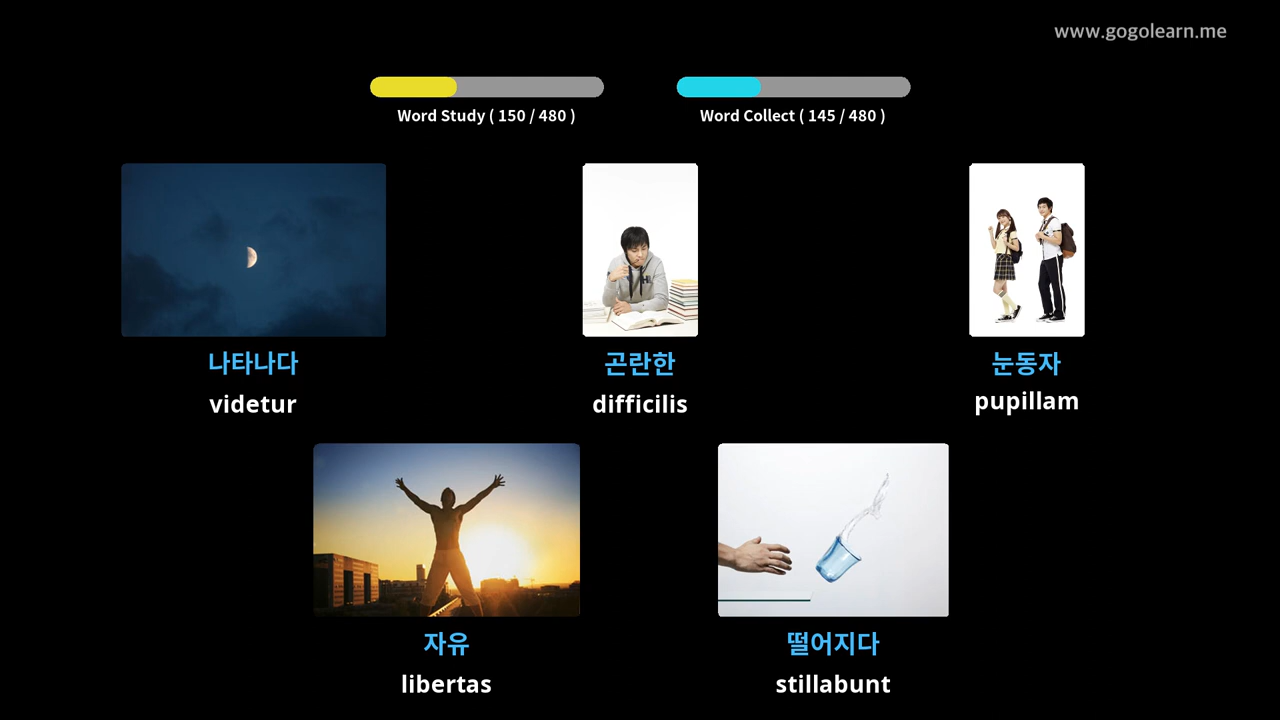 www.gogolearn.me
Word Study ( 150 / 480 )
Word Collect ( 145 / 480 )
나타나다
videtur
곤란한
difficilis
눈동자
pupillam
자유
libertas
떨어지다
stillabunt